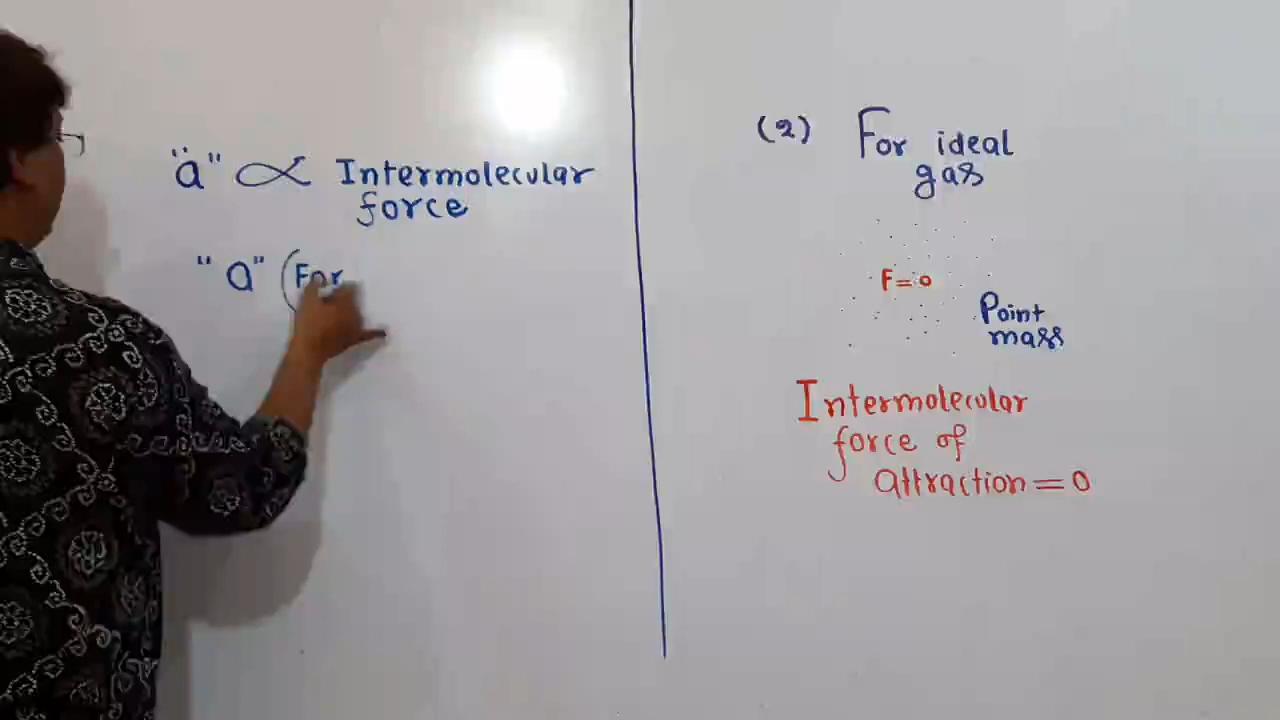 "a" ∝ Intermolecular
force
"a" (For
(2) For ideal
gas
F=0
Point
mass
Intermolecular
force of
attraction=0